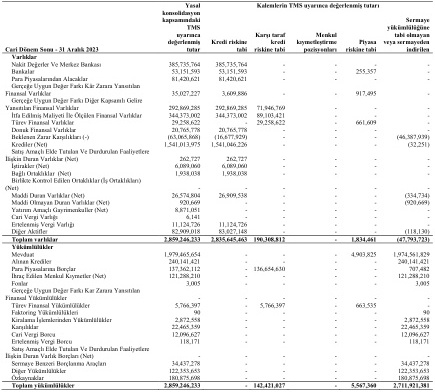 Kalemlerin TMS uyarınca değerlenmiş tutarı
Cari Dönem Sonu - 31 Aralık 2023 Yasal konsolidasyon kapsamındaki TMS uyarınca değerlenmiş tutar Kredi riskine tabi Karşı taraf kredi riskine tabi Menkul kıymetleştirme pozisyonları Piyasa riskine tabi Sermaye yükümlülüğüne tabi olmayan veya sermayeden indirilen
Varlıklar
Nakit Değerler Ve Merkez Bankası 385,735,764 385,735,764 - - - -
Bankalar 53,151,593 53,151,593 - - 255,357 -
Para Piyasalarından Alacaklar 81,420,621 81,420,621 - - - -
Gerçeğe Uygun Değer Farkı Kâr Zararı Yansıtılan
Finansal Varlıklar 35,027,227 3,609,886 - - 917,495 -
Gerçeğe Uygun Değer Farkı Diğer Kapsamlı Gelire
Yansıtılan Finansal Varlıklar 292,869,285 292,869,285 71,946,769 - - -
İtfa Edilmiş Maliyeti İle Ölçülen Finansal Varlıklar 344,373,002 344,373,002 89,103,421 - - -
Türev Finansal Varlıklar 29,258,622 - 29,258,622 - 661,609 -
Donuk Finansal Varlıklar 20,765,778 20,765,778 - - - -
Beklenen Zarar Karşılıkları (-) (63,065,868) (16,677,929) - - - (46,387,939)
Krediler (Net) 1,541,013,975 1,541,046,226 - - - (32,251)
Satış Amaçlı Elde Tutulan Ve Durdurulan Faaliyetlere
İlişkin Duran Varlıklar (Net) 262,727 262,727 - - - -
İştirakler (Net) 6,089,060 6,089,060 - - - -
Bağlı Ortaklıklar (Net) 1,938,038 1,938,038 - - - -
Birlikte Kontrol Edilen Ortaklıklar (İş Ortaklıkları)
(Net) - - - - - -
Maddi Duran Varlıklar (Net) 26,574,804 26,909,538 - - - (334,734)
Maddi Olmayan Duran Varlıklar (Net) 920,669 - - - - (920,669)
Yatırım Amaçlı Gayrimenkuller (Net) 8,871,051 - - - - -
Cari Vergi Varlığı 6,141 - - - - -
Ertelenmiş Vergi Varlığı 11,124,726 11,124,726 - - - -
Diğer Aktifler 82,909,018 83,027,148 - - - (118,130)
Toplam varlıklar 2,859,246,233 2,835,645,463 190,308,812 - 1,834,461 (47,793,723)
Yükümlülükler
Mevduat 1,979,465,654 - - - 4,903,825 1,974,561,829
Alınan Krediler 240,141,421 - - - - 240,141,421
Para Piyasalarına Borçlar 137,362,112 - 136,654,630 - - 707,482
İhraç Edilen Menkul Kıymetler (Net) 121,288,210 - - - - 121,288,210
Fonlar 3,005 - - - - 3,005
Gerçeğe Uygun Değer Farkı Kar Zararı Yansıtılan
Finansal Yükümlülükler - - - - - -
Türev Finansal Yükümlülükler 5,766,397 - 5,766,397 - 663,535 -
Faktoring Yükümlülükleri 90 - - - - 90
Kiralama İşlemlerinden Yükümlülükler 2,872,558 - - - - 2,872,558
Karşılıklar 22,465,359 - - - - 22,465,359
Cari Vergi Borcu 12,096,627 - - - - 12,096,627
Ertelenmiş Vergi Borcu 118,171 - - - - 118,171
Satış Amaçlı Elde Tutulan Ve Durdurulan Faaliyetlere
İlişkin Duran Varlık Borçları (Net) - - - - - -
Sermaye Benzeri Borçlanma Araçları 34,437,278 - - - - 34,437,278
Diğer Yükümlülükler 122,353,653 - - - - 122,353,653
Özkaynaklar 180,875,698 - - - - 180,875,698
Toplam yükümlülükler 2,859,246,233 - 142,421,027 - 5,567,360 2,711,921,381